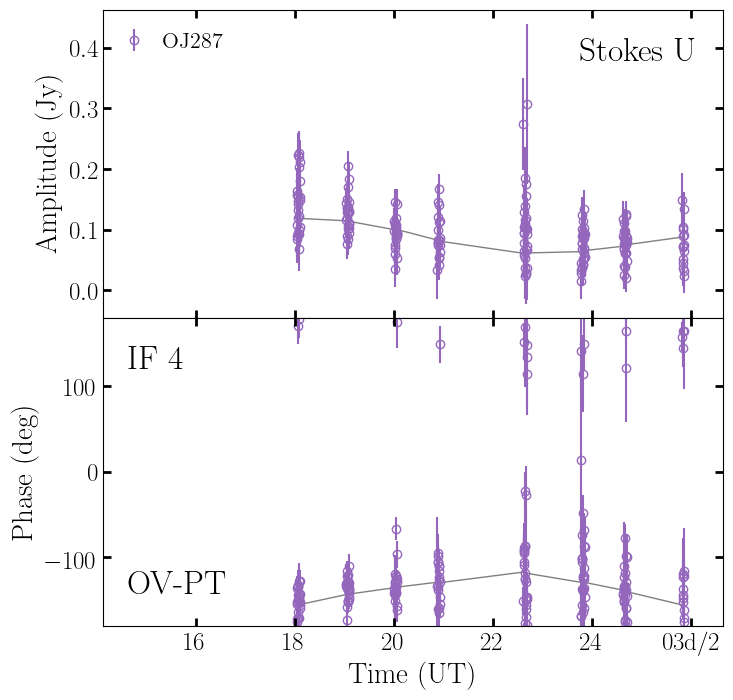 OJ287
Stokes U
Amplitude (Jy)
0.4
0.3
0.2
0.1
0.0
IF 4
OV-PT
Phase (deg)
100
0
−100
16
18
20
22
24
03d/2
Time (UT)